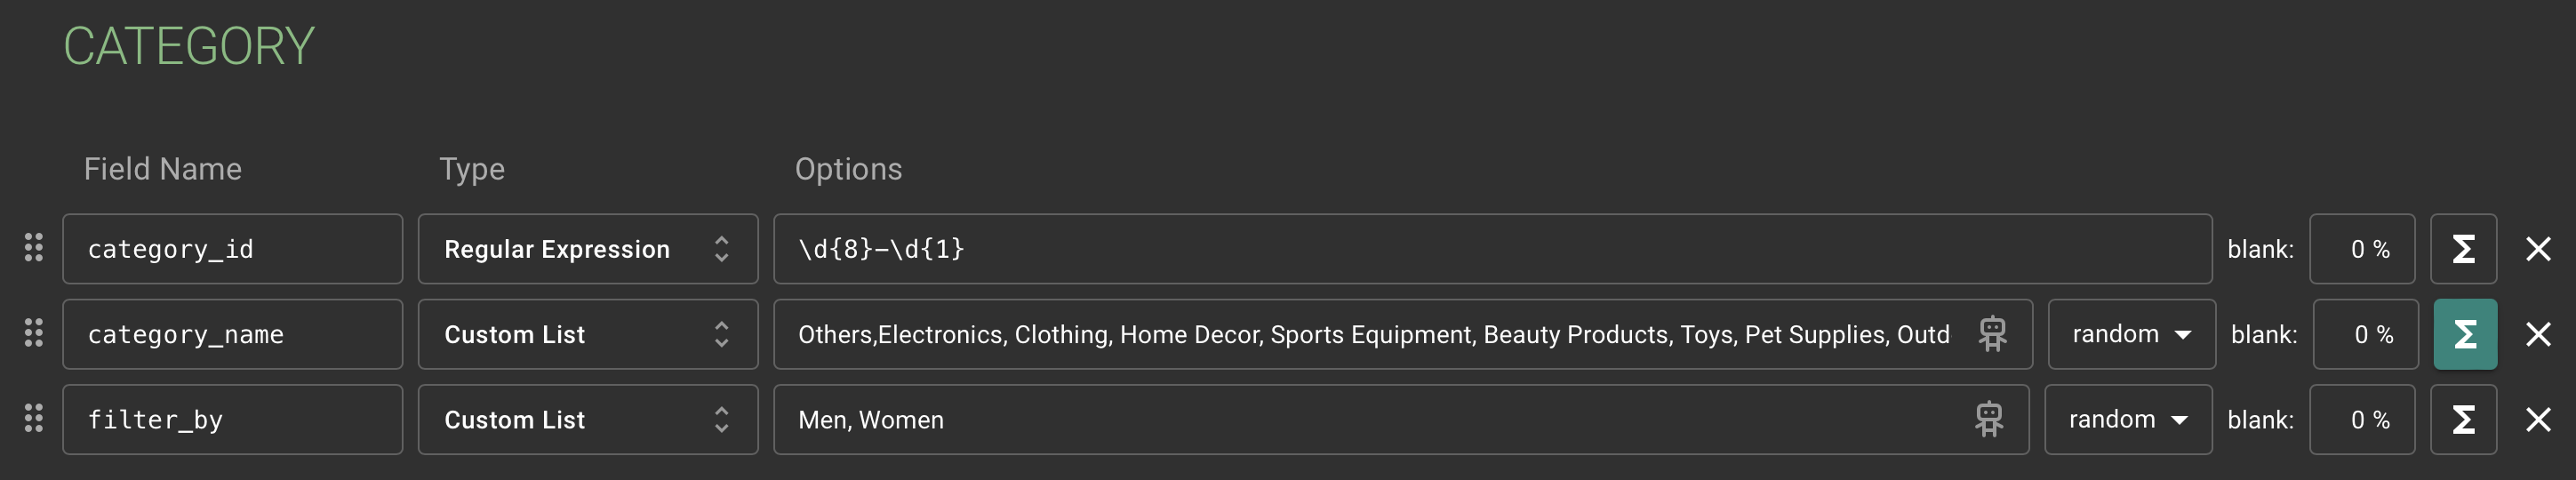 CATEGORY
Field Name Type Options
category_id Regular Expression \d{8}-\d{1} blank: 0 % Σ
category_name Custom List Others,Electronics, Clothing, Home Decor, Sports Equipment, Beauty Products, Toys, Pet Supplies, Outd random blank: 0 % Σ
filter_by Custom List Men, Women random blank: 0 % Σ